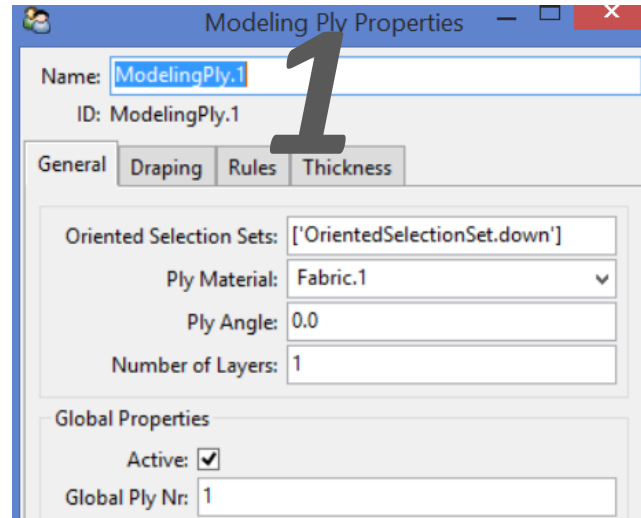 Modeling Ply Properties
1
Name: ModelingPly.1
ID: ModelingPly.1
General Draping Rules Thickness
Oriented Selection Sets: ['OrientedSelectionSet.down']
Ply Material: Fabric.1
Ply Angle: 0.0
Number of Layers: 1
Global Properties
Active:
Global Ply Nr: 1